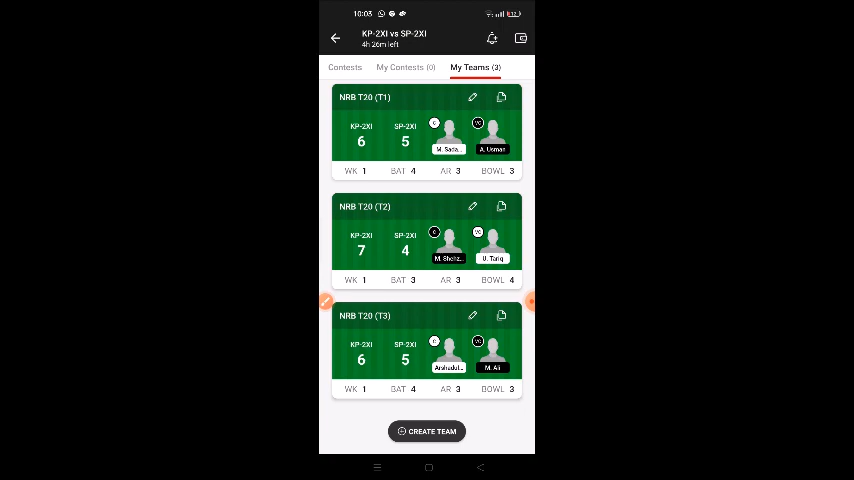 10:03
12
KP-2XI vs SP-2XI
4h 26m left
Contests My Contests (0) My Teams (3)
NRB T20 (T1)
KP-2XI SP-2XI C VC
6 5
M. Sada... A. Usman
WK 1 BAT 4 AR 3 BOWL 3
NRB T20 (T2)
KP-2XI SP-2XI C VC
7 4
M. Shehz... U. Tariq
WK 1 BAT 3 AR 3 BOWL 4
NRB T20 (T3)
KP-2XI SP-2XI C VC
6 5
Arshadul... M. Ali
WK 1 BAT 4 AR 3 BOWL 3
CREATE TEAM